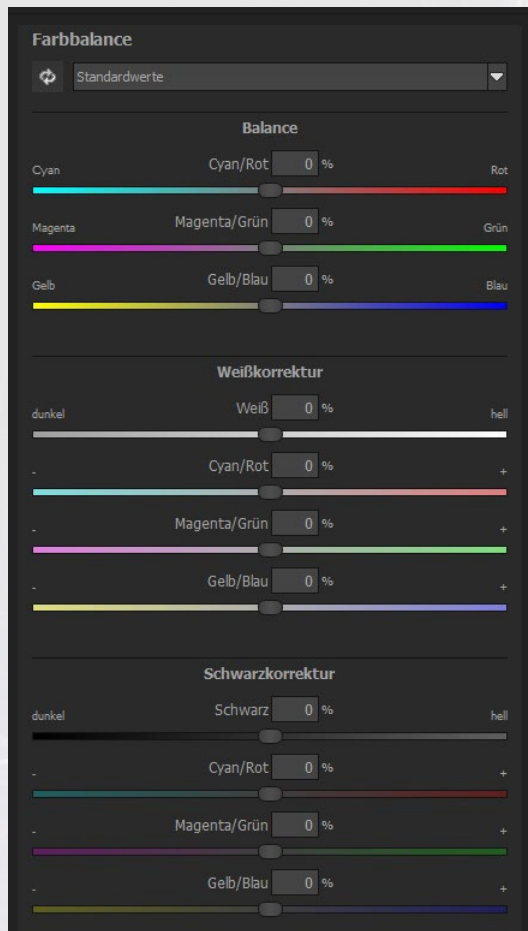 Farbbalance
Standardwerte
Balance
Cyan Cyan/Rot 0 % Rot
Magenta Magenta/Grün 0 % Grün
Gelb Gelb/Blau 0 % Blau
Weißkorrektur
dunkel Weiß 0 % hell
- Cyan/Rot 0 % +
- Magenta/Grün 0 % +
- Gelb/Blau 0 % +
Schwarzkorrektur
dunkel Schwarz 0 % hell
- Cyan/Rot 0 % +
- Magenta/Grün 0 % +
- Gelb/Blau 0 % +